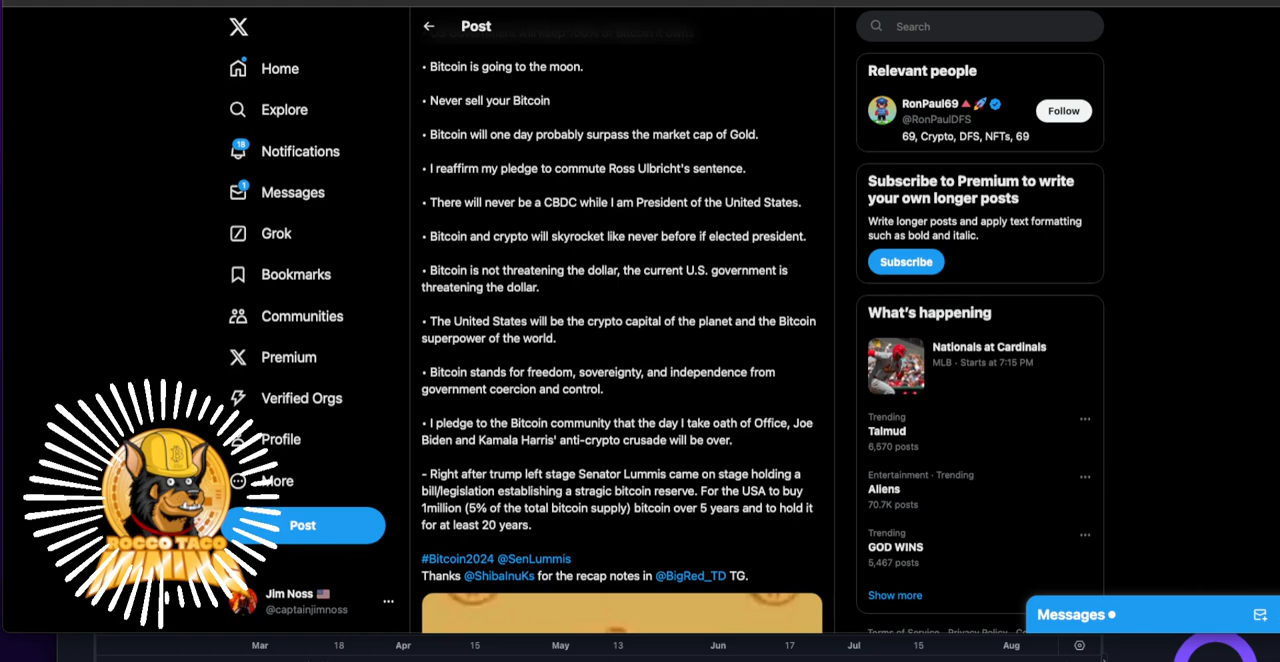 Post
US Government will keep 100% of Bitcoin it owns
• Bitcoin is going to the moon.
• Never sell your Bitcoin
• Bitcoin will one day probably surpass the market cap of Gold.
• I reaffirm my pledge to commute Ross Ulbricht's sentence.
• There will never be a CBDC while I am President of the United States.
• Bitcoin and crypto will skyrocket like never before if elected president.
• Bitcoin is not threatening the dollar, the current U.S. government is
threatening the dollar.
• The United States will be the crypto capital of the planet and the Bitcoin
superpower of the world.
• Bitcoin stands for freedom, sovereignty, and independence from
government coercion and control.
• I pledge to the Bitcoin community that the day I take oath of Office, Joe
Biden and Kamala Harris' anti-crypto crusade will be over.
- Right after trump left stage Senator Lummis came on stage holding a
bill/legislation establishing a stragic bitcoin reserve. For the USA to buy
1million (5% of the total bitcoin supply) bitcoin over 5 years and to hold it
for at least 20 years.
#Bitcoin2024 @SenLummis
Thanks @ShibaInuKs for the recap notes in @BigRed_TD TG.
Home
Explore
18
Notifications
1
Messages
Grok
Bookmarks
Communities
Premium
Verified Orgs
Profile
More
Post
ROCCO TACO
Jim Noss
@captainjimnoss
Search
Relevant people
RonPaul69
@RonPaulDFS
Follow
69, Crypto, DFS, NFTs, 69
Subscribe to Premium to write
your own longer posts
Write longer posts and apply text formatting
such as bold and italic.
Subscribe
What's happening
Nationals at Cardinals
MLB · Starts at 7:15 PM
Trending
Talmud
6,570 posts
Entertainment · Trending
Aliens
70.7K posts
Trending
GOD WINS
5,467 posts
Show more
Terms of Service Privacy Policy
Messages
Mar 18 Apr 15 May 13 Jun 17 Jul 15 Aug